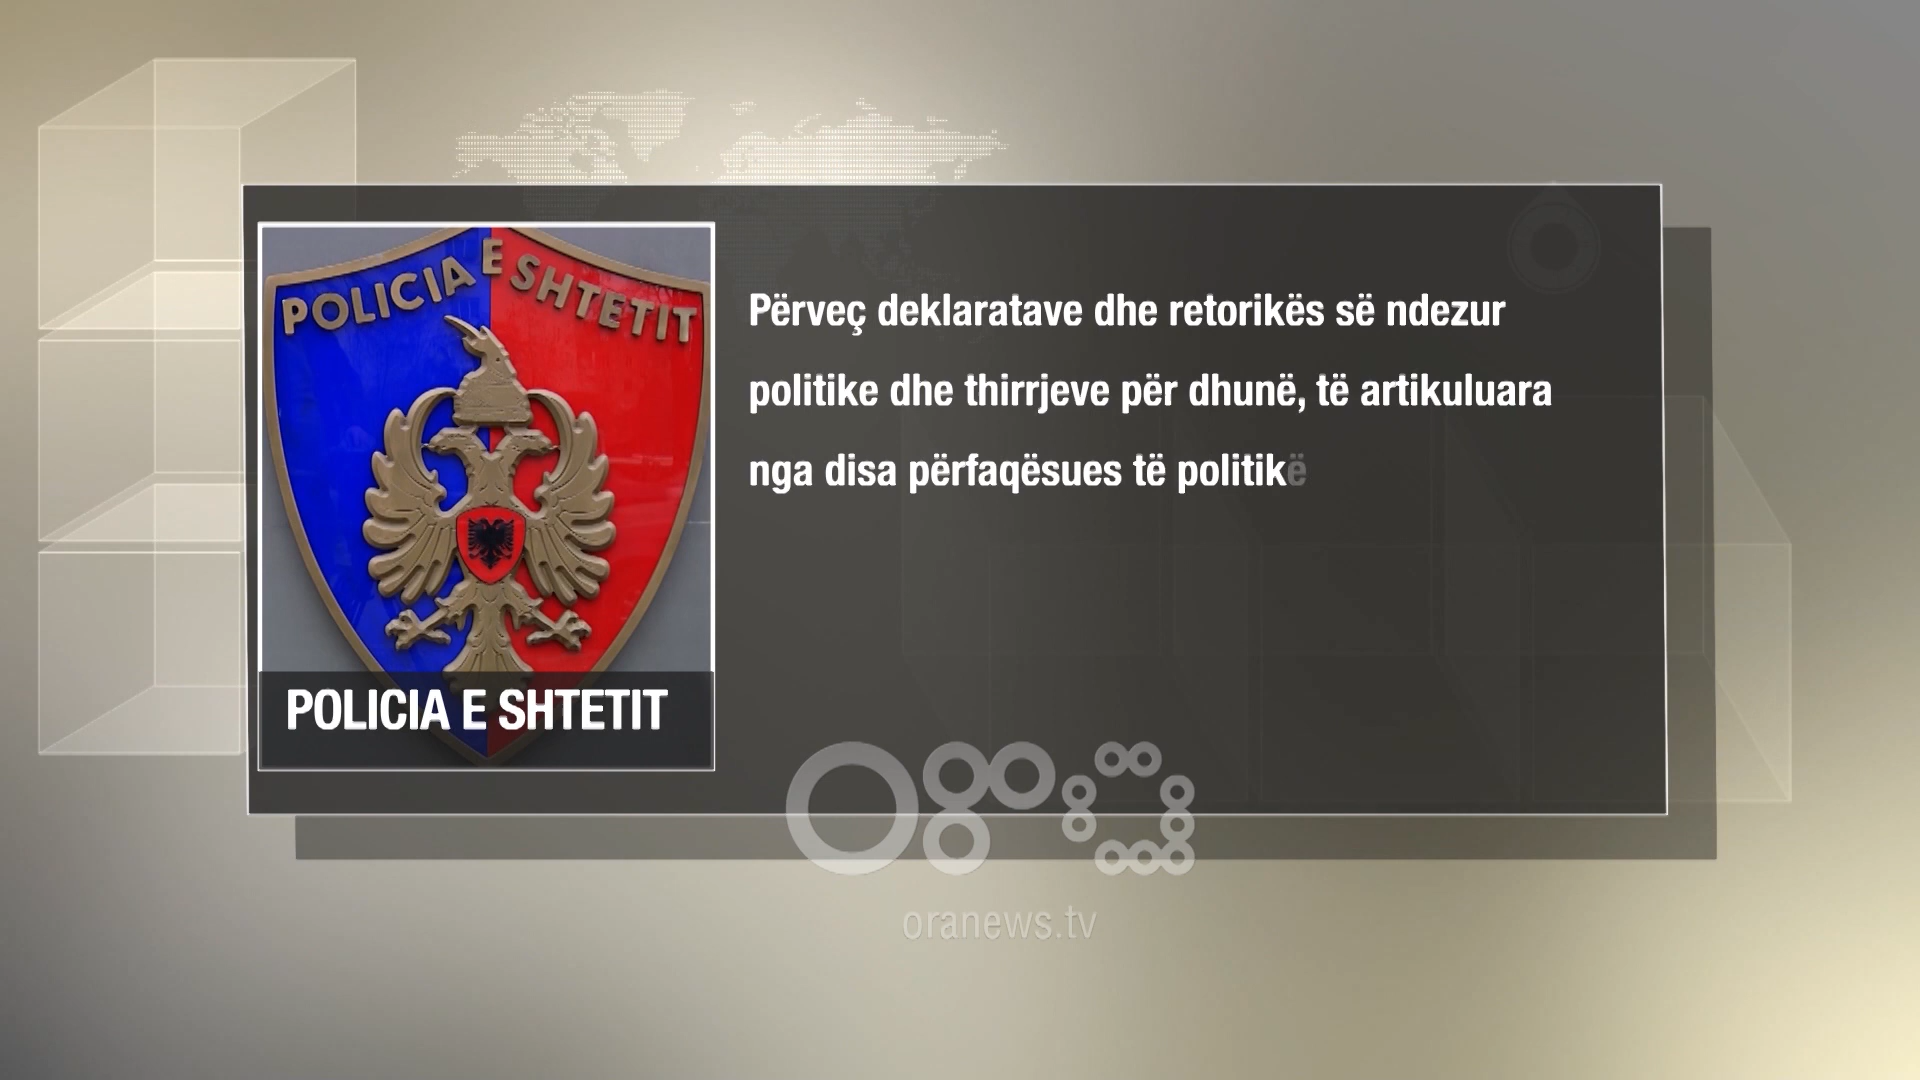 POLICIA E SHTETIT
POLICIA E SHTETIT
Përveç deklaratave dhe retorikës së ndezur
politike dhe thirrjeve për dhunë, të artikuluara
nga disa përfaqësues të politikë
ora
oranews.tv